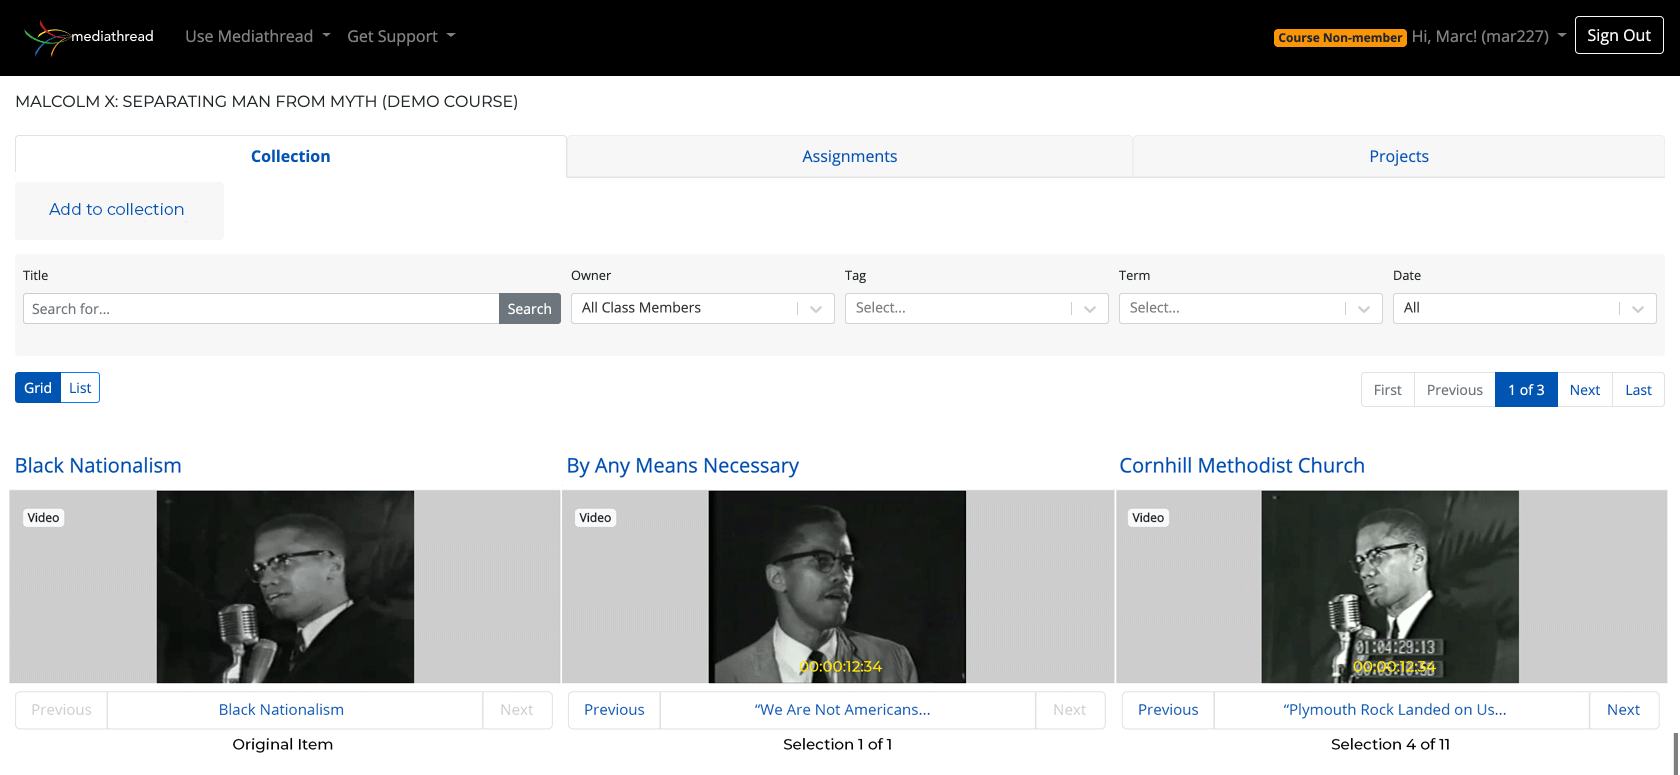 mediathread Use Mediathread Get Support Course Non-member Hi, Marc! (mar227) Sign Out
MALCOLM X: SEPARATING MAN FROM MYTH (DEMO COURSE)
Collection Assignments Projects
Add to collection
Title Owner Tag Term Date
Search for... Search All Class Members Select... Select... All
Grid List First Previous 1 of 3 Next Last
Black Nationalism By Any Means Necessary Cornhill Methodist Church
Video Video Video
01:04:29:13
00:00:12:34 00:00:12:34
Previous Black Nationalism Next Previous “We Are Not Americans... Next Previous “Plymouth Rock Landed on Us... Next
Original Item Selection 1 of 1 Selection 4 of 11